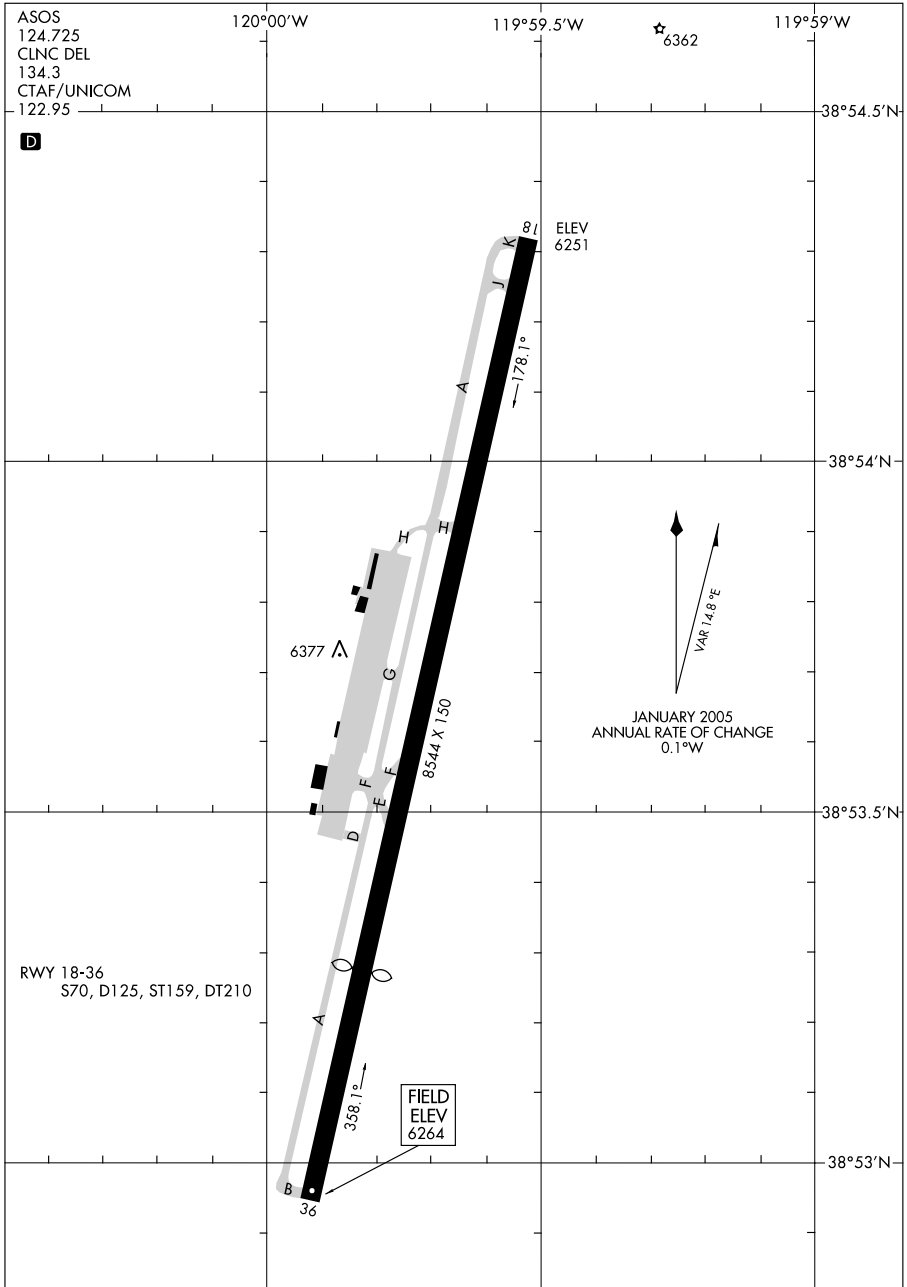 ASOS
124.725
CLNC DEL
134.3
CTAF/UNICOM
122.95
D
120°00'W
119°59.5'W
119°59'W
6362
38°54.5'N
18
ELEV
6251
K
J
178.1°
A
38°54'N
H
H
VAR 14.8 °E
6377
G
8544 X 150
JANUARY 2005
ANNUAL RATE OF CHANGE
0.1°W
F
F
E
38°53.5'N
D
RWY 18-36
S70, D125, ST159, DT210
A
358.1°
FIELD
ELEV
6264
38°53'N
B
36